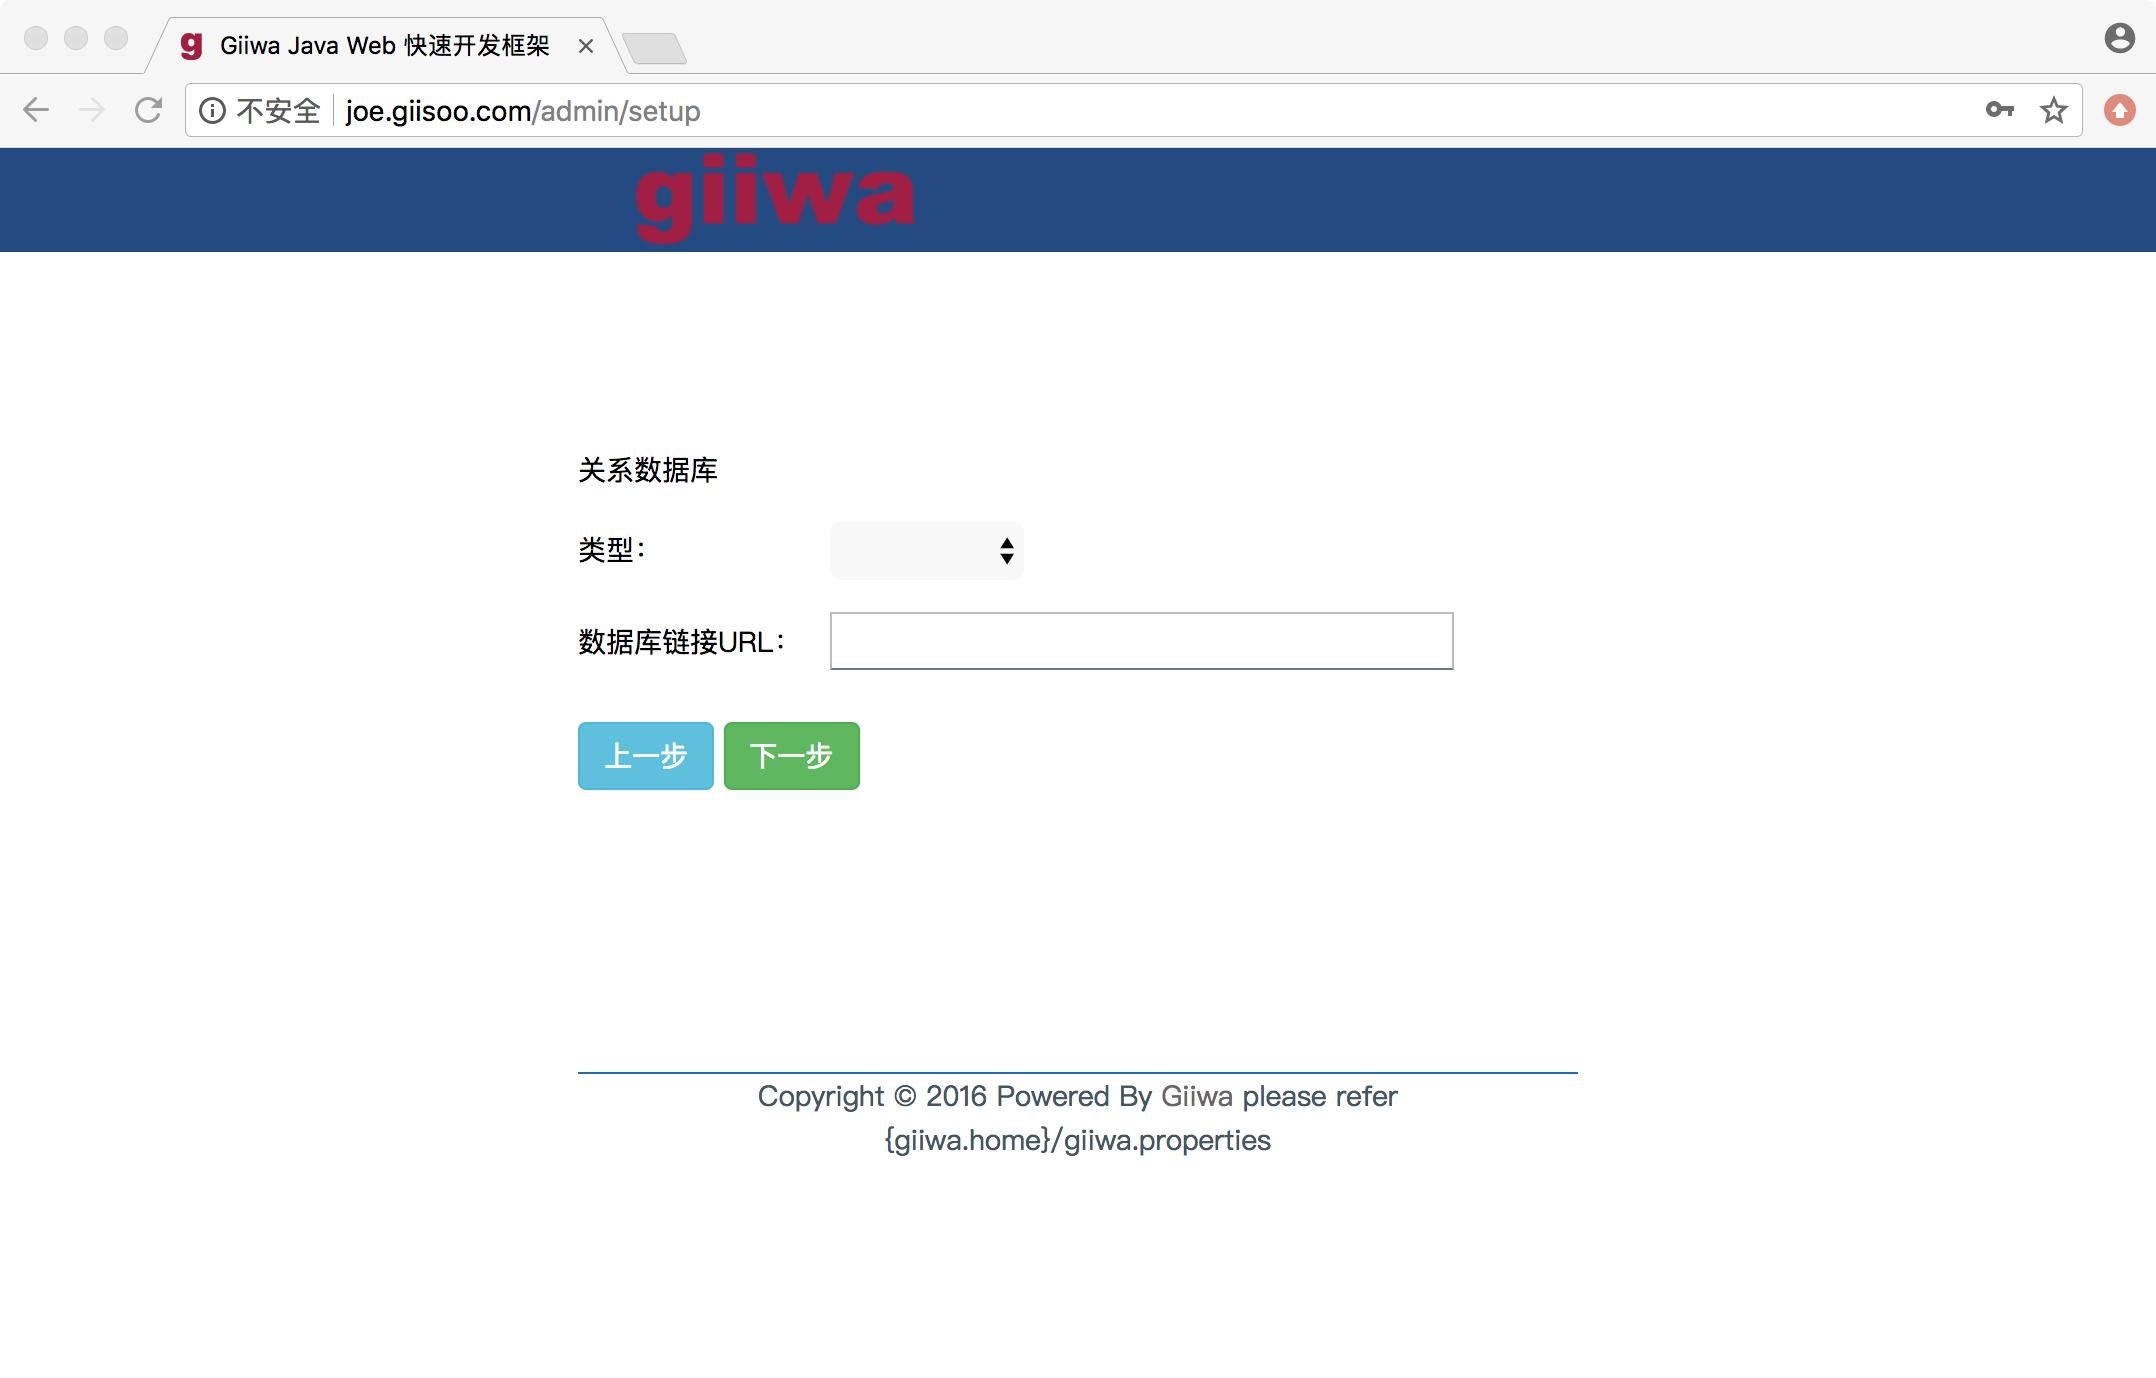 Giiwa Java Web 快速开发框架
不安全 joe.giisoo.com/admin/setup
giiwa
关系数据库
类型：
数据库链接URL：
上一步 下一步
Copyright © 2016 Powered By Giiwa please refer
{giiwa.home}/giiwa.properties